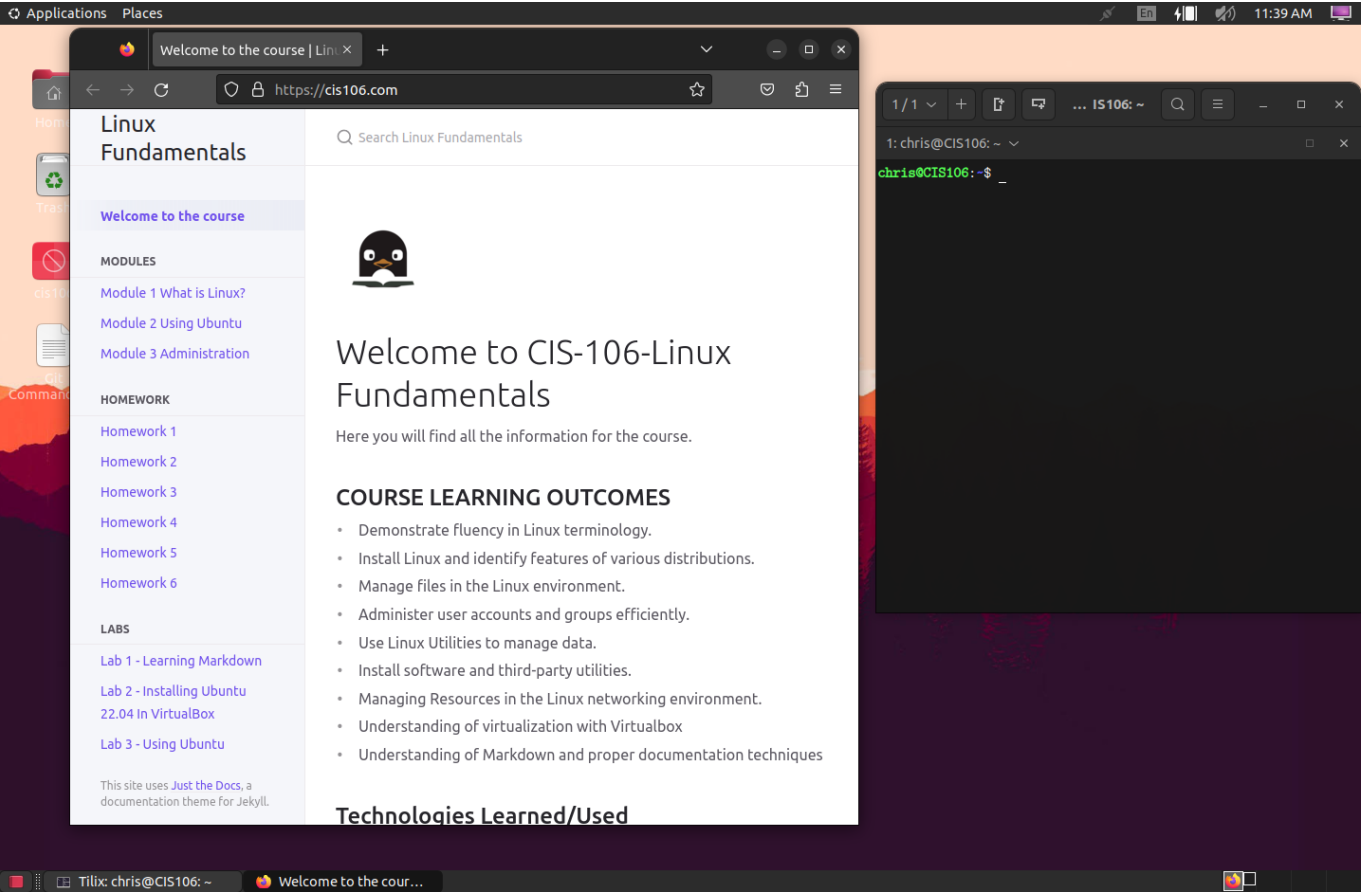 Applications Places
En
11:39 AM
Welcome to the course | Linu
https://cis106.com
Home
Trash
cis106
Git
Command
Linux
Fundamentals
Search Linux Fundamentals
Welcome to the course
MODULES
Module 1 What is Linux?
Module 2 Using Ubuntu
Module 3 Administration
HOMEWORK
Homework 1
Homework 2
Homework 3
Homework 4
Homework 5
Homework 6
LABS
Lab 1 - Learning Markdown
Lab 2 - Installing Ubuntu
22.04 In VirtualBox
Lab 3 - Using Ubuntu
This site uses Just the Docs, a
documentation theme for Jekyll.
Welcome to CIS-106-Linux
Fundamentals
Here you will find all the information for the course.
COURSE LEARNING OUTCOMES
• Demonstrate fluency in Linux terminology.
• Install Linux and identify features of various distributions.
• Manage files in the Linux environment.
• Administer user accounts and groups efficiently.
• Use Linux Utilities to manage data.
• Install software and third-party utilities.
• Managing Resources in the Linux networking environment.
• Understanding of virtualization with Virtualbox
• Understanding of Markdown and proper documentation techniques
Technologies Learned/Used
1 / 1
... IS106: ~
1: chris@CIS106: ~
chris@CIS106:~$ _
Tilix: chris@CIS106: ~
Welcome to the cour...